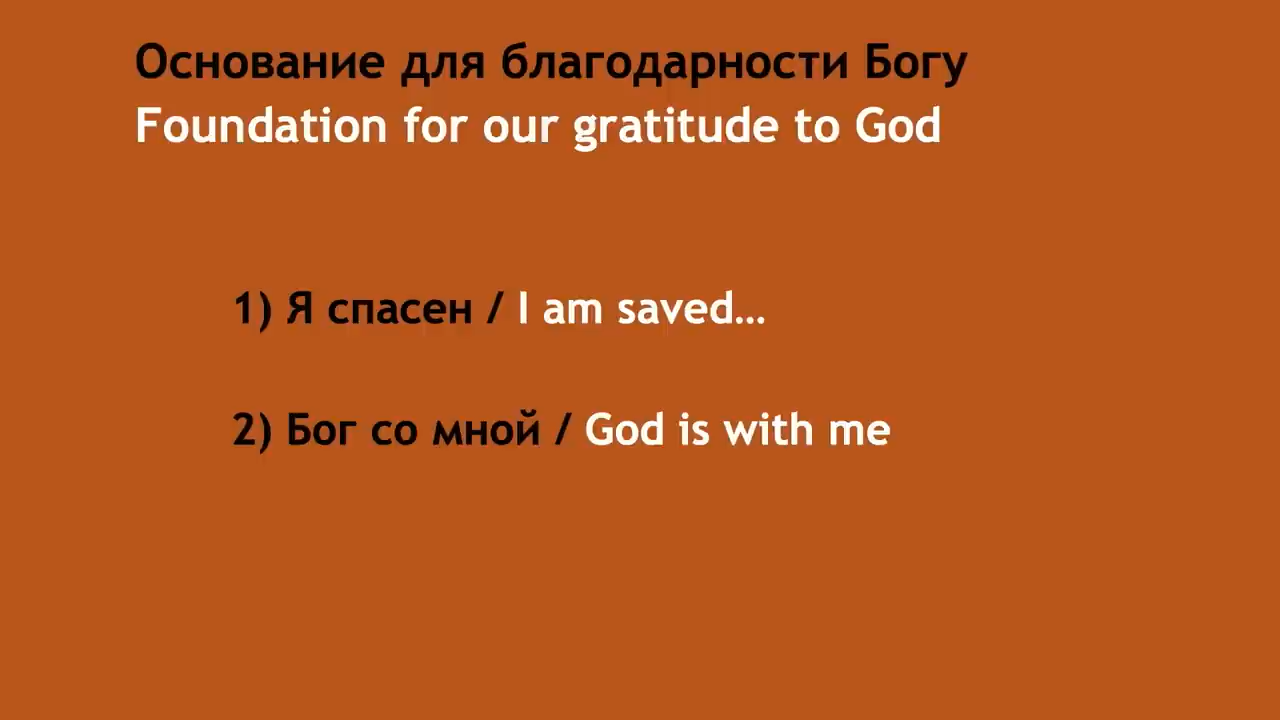 Основание для благодарности Богу
Foundation for our gratitude to God
1) Я спасен / I am saved…
2) Бог со мной / God is with me